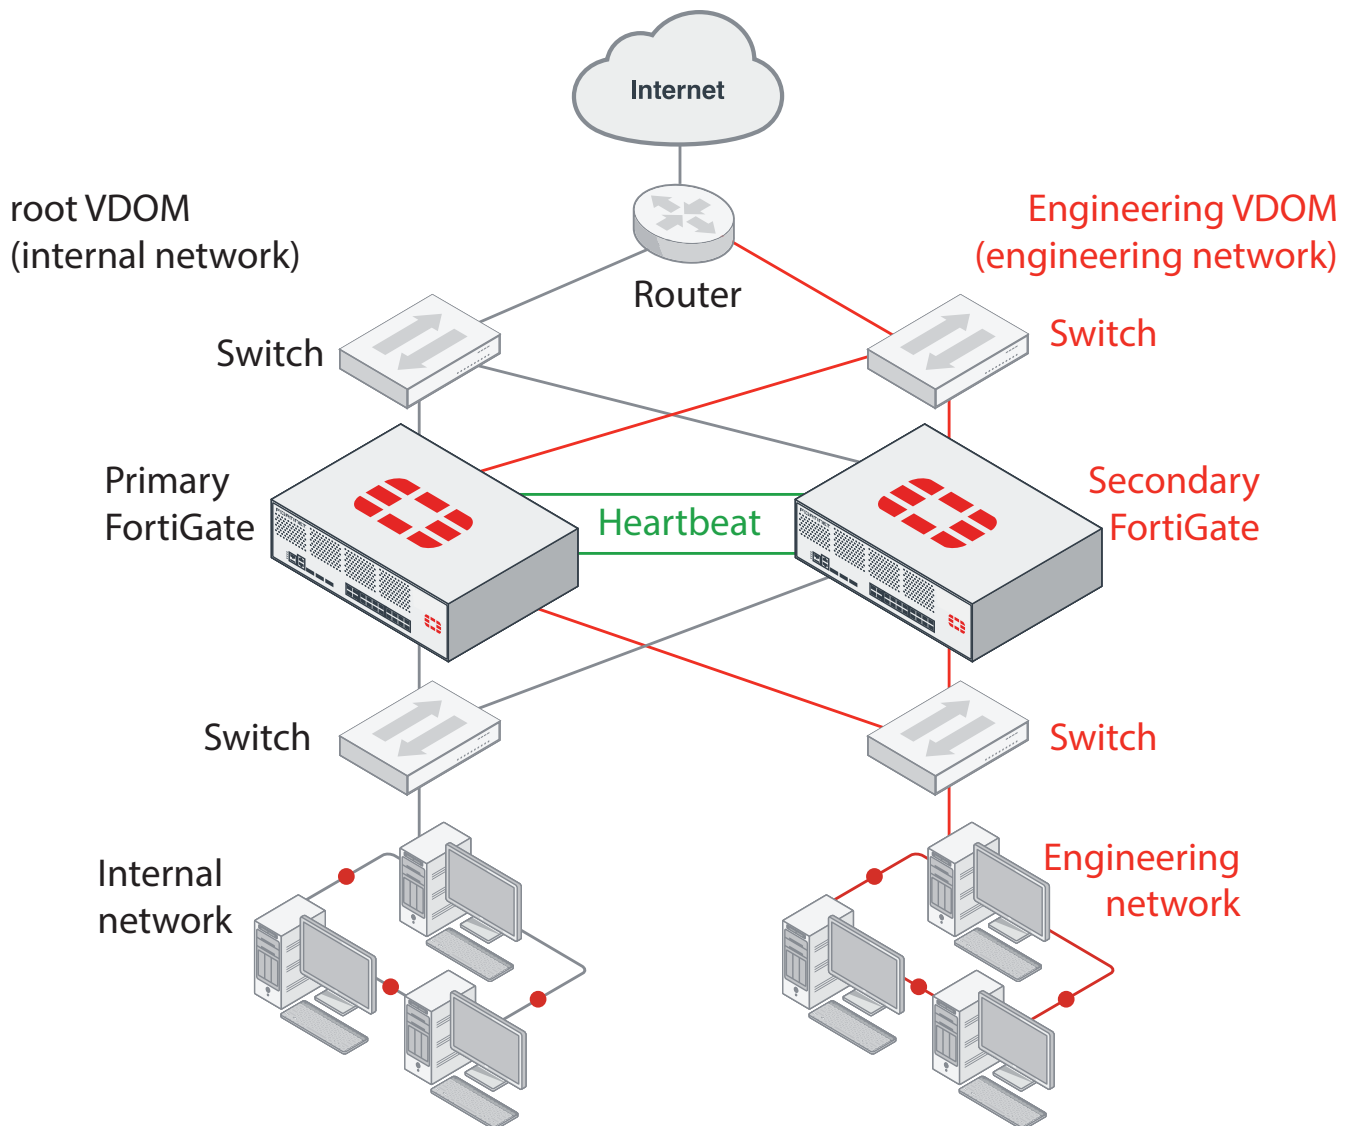 Internet
root VDOM
(internal network)
Engineering VDOM
(engineering network)
Router
Switch
Switch
Primary
FortiGate
Heartbeat
Secondary
FortiGate
Switch
Switch
Internal
network
Engineering
network